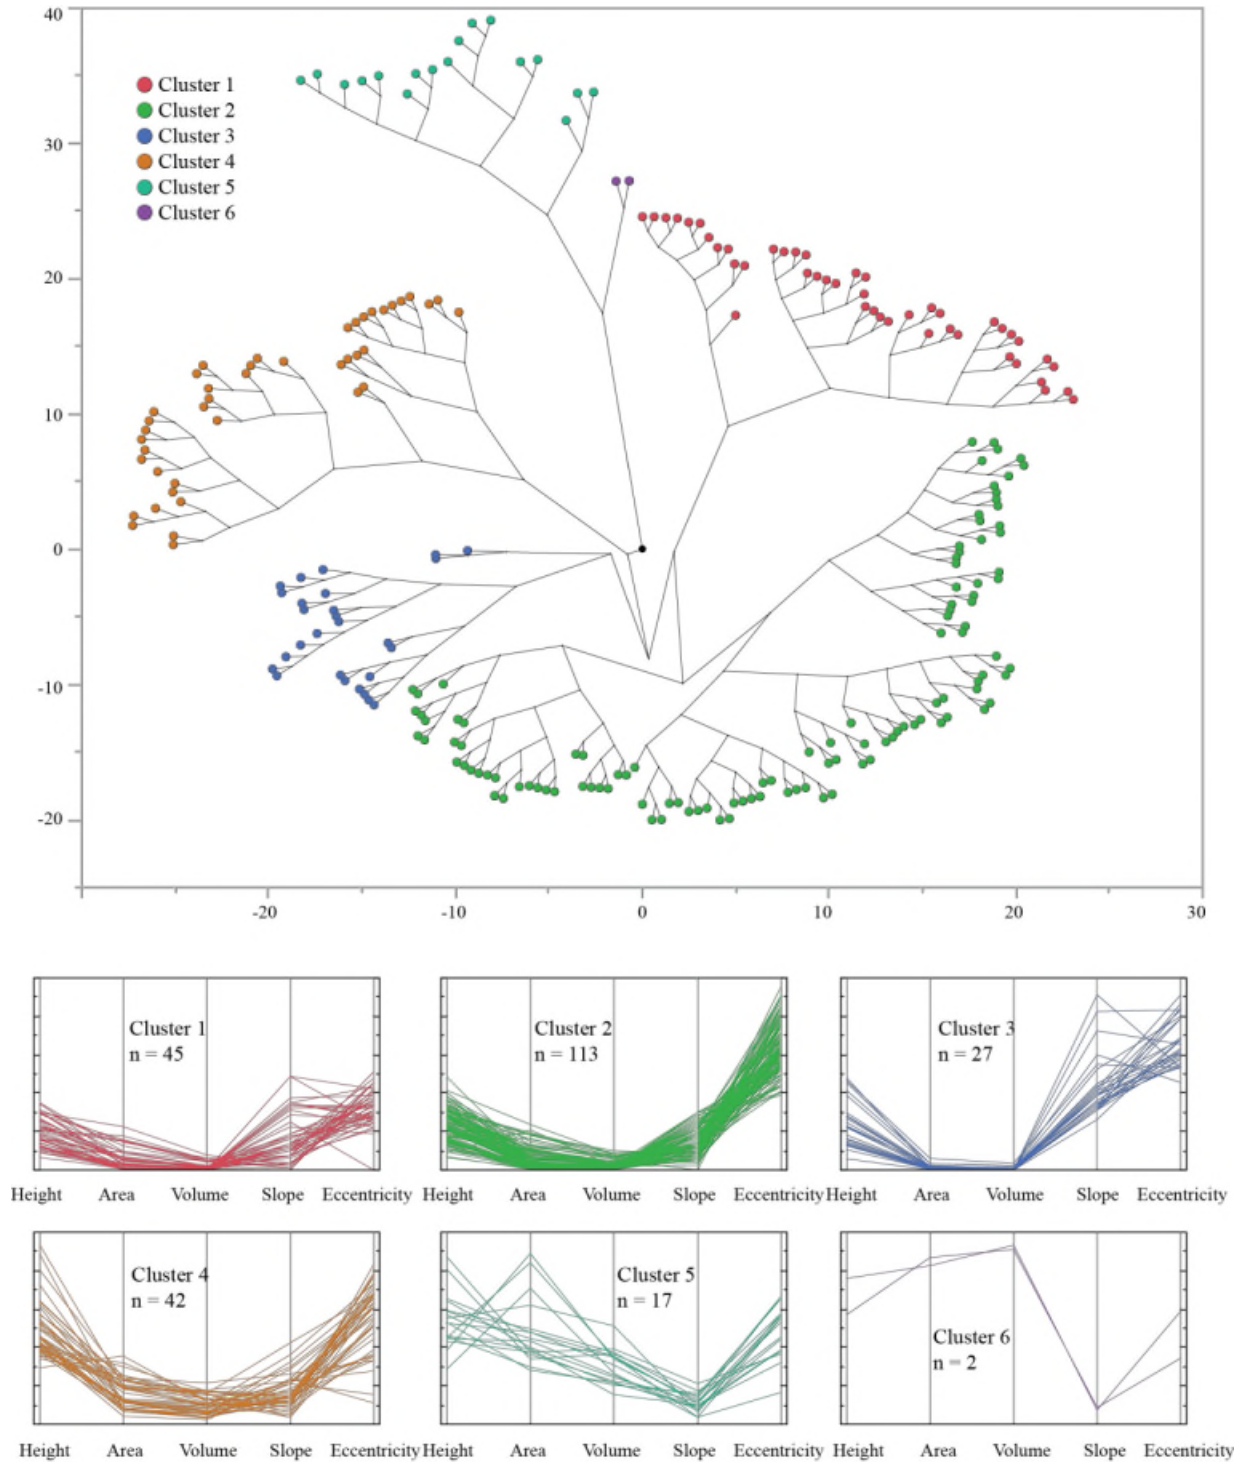 40
30
20
10
0
-10
-20
Cluster 1
Cluster 2
Cluster 3
Cluster 4
Cluster 5
Cluster 6
-20 -10 0 10 20 30
Cluster 1
n = 45
Height Area Volume Slope Eccentricity
Cluster 2
n = 113
Height Area Volume Slope Eccentricity
Cluster 3
n = 27
Height Area Volume Slope Eccentricity
Cluster 4
n = 42
Height Area Volume Slope Eccentricity
Cluster 5
n = 17
Height Area Volume Slope Eccentricity
Cluster 6
n = 2
Height Area Volume Slope Eccentricity